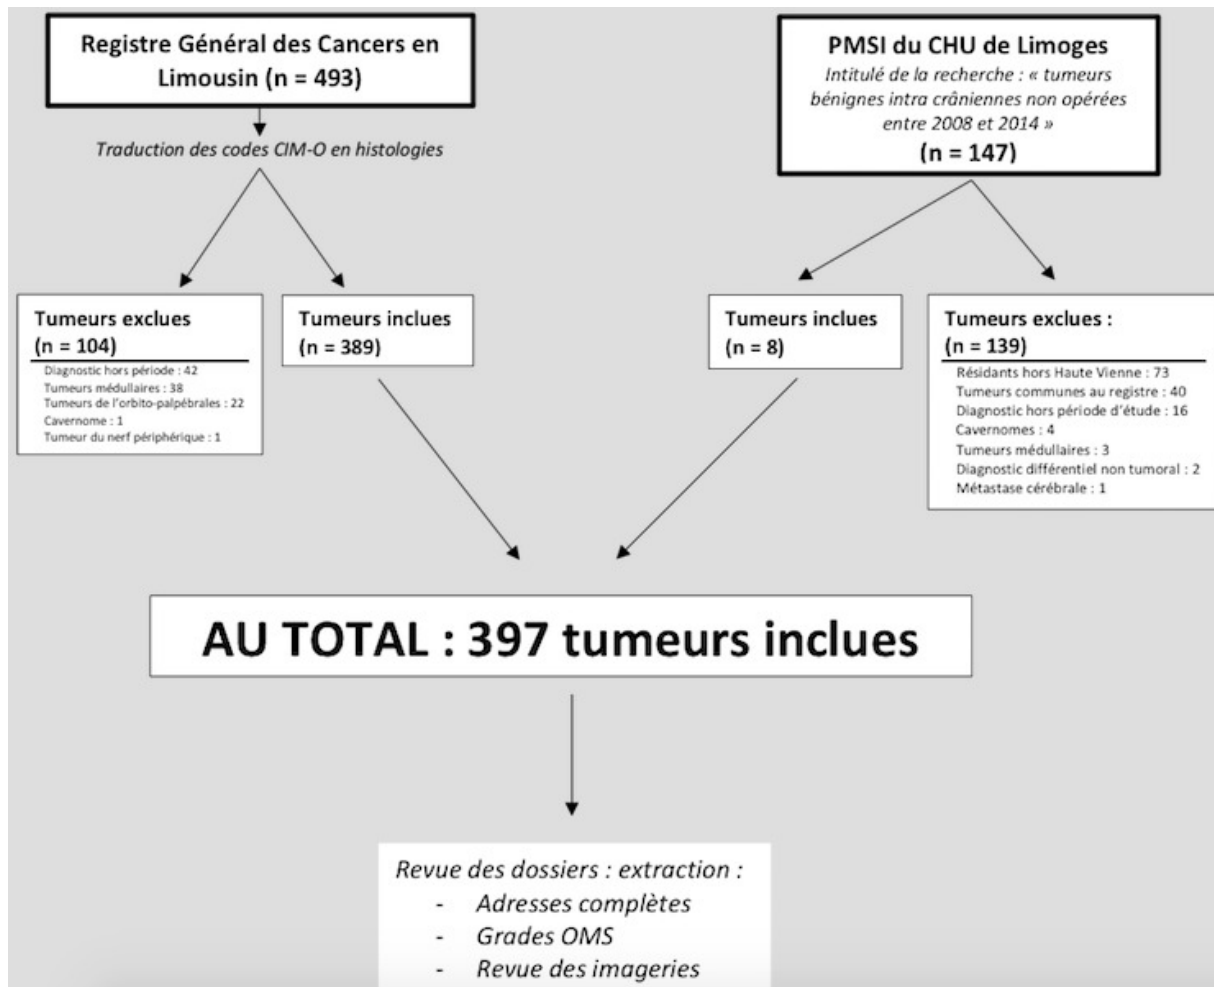 Registre Général des Cancers en
Limousin (n = 493)
Traduction des codes CIM-O en histologies
Tumeurs exclues
(n = 104)
Diagnostic hors période : 42
Tumeurs médullaires : 38
Tumeurs de l'orbito-palpébrales : 22
Cavernome : 1
Tumeur du nerf périphérique : 1
Tumeurs inclues
(n = 389)
PMSI du CHU de Limoges
Intitulé de la recherche : « tumeurs
bénignes intra crâniennes non opérées
entre 2008 et 2014 »
(n = 147)
Tumeurs inclues
(n = 8)
Tumeurs exclues :
(n = 139)
Résidants hors Haute Vienne : 73
Tumeurs communes au registre : 40
Diagnostic hors période d'étude : 16
Cavernomes : 4
Tumeurs médullaires : 3
Diagnostic différentiel non tumoral : 2
Métastase cérébrale : 1
AU TOTAL : 397 tumeurs inclues
Revue des dossiers : extraction :
- Adresses complètes
- Grades OMS
- Revue des imageries